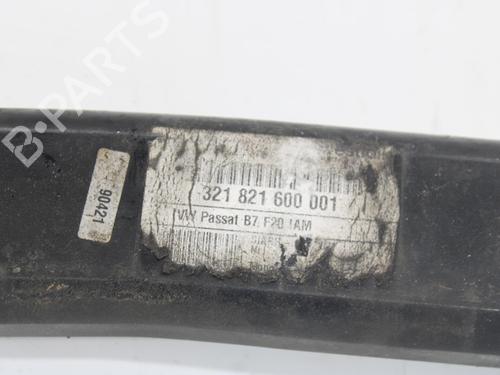 B-PARTS
321 821 600 001
VW Passat B7, F20 IAM
90421